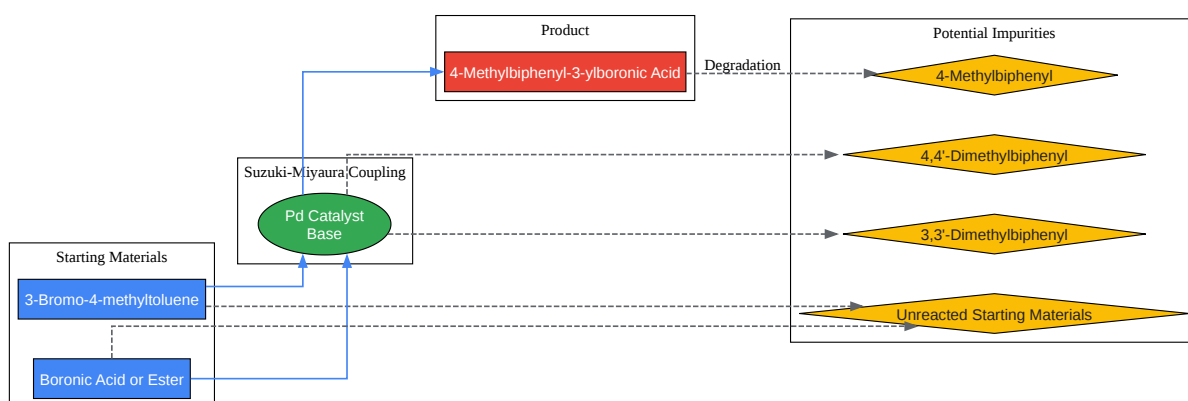 Product
4-Methylbiphenyl-3-ylboronic Acid
Degradation
Potential Impurities
4-Methylbiphenyl
4,4'-Dimethylbiphenyl
3,3'-Dimethylbiphenyl
Unreacted Starting Materials
Suzuki-Miyaura Coupling
Pd Catalyst
Base
Starting Materials
3-Bromo-4-methyltoluene
Boronic Acid or Ester